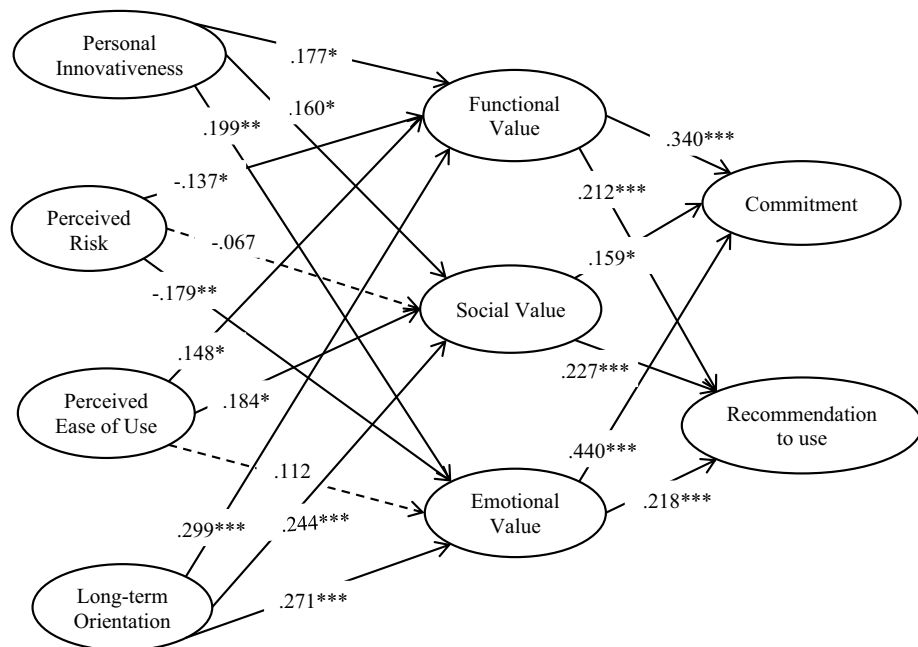 Personal
Innovativeness
.177*
.160*
.199**
Functional
Value
.340***
-.137*
.212***
Perceived
Risk
-.067
Commitment
.159*
-.179**
Social Value
.148*
.227***
.184*
Perceived
Ease of Use
Recommendation
to use
.112
.440***
Emotional
Value
.218***
.299***
.244***
Long-term
Orientation
.271***